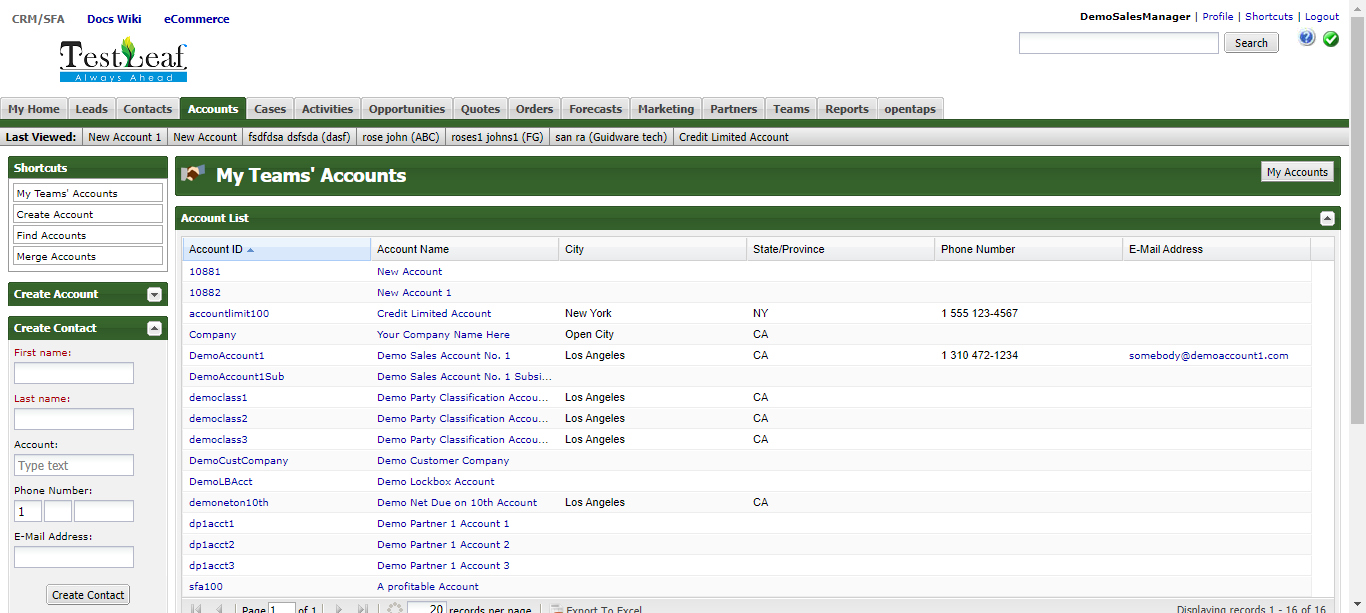 CRM/SFA Docs Wiki eCommerce
DemoSalesManager | Profile | Shortcuts | Logout
TestLeaf
Always Ahead
Search
My Home Leads Contacts Accounts Cases Activities Opportunities Quotes Orders Forecasts Marketing Partners Teams Reports opentaps
Last Viewed: New Account 1 New Account fsdfdsa dsfsda (dasf) rose john (ABC) roses1 johns1 (FG) san ra (Guidware tech) Credit Limited Account
Shortcuts
My Teams' Accounts
Create Account
Find Accounts
Merge Accounts
Create Account
Create Contact
First name:
Last name:
Account:
Type text
Phone Number:
1
E-Mail Address:
Create Contact
My Teams' Accounts
My Accounts
Account List
Account ID Account Name City State/Province Phone Number E-Mail Address
10881 New Account
10882 New Account 1
accountlimit100 Credit Limited Account New York NY 1 555 123-4567
Company Your Company Name Here Open City CA
DemoAccount1 Demo Sales Account No. 1 Los Angeles CA 1 310 472-1234 somebody@demoaccount1.com
DemoAccount1Sub Demo Sales Account No. 1 Subsi...
democlass1 Demo Party Classification Accou... Los Angeles CA
democlass2 Demo Party Classification Accou... Los Angeles CA
democlass3 Demo Party Classification Accou... Los Angeles CA
DemoCustCompany Demo Customer Company
DemoLBAcct Demo Lockbox Account
demoneton10th Demo Net Due on 10th Account Los Angeles CA
dp1acct1 Demo Partner 1 Account 1
dp1acct2 Demo Partner 1 Account 2
dp1acct3 Demo Partner 1 Account 3
sfa100 A profitable Account
Page 1 of 1 20 records per page Export To Excel Displaying records 1 - 16 of 16